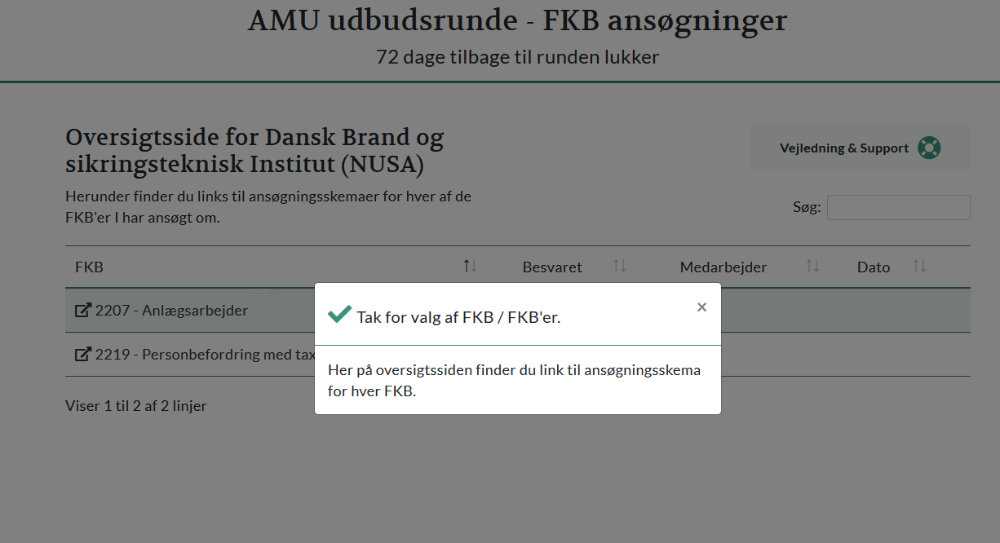 AMU udbudsrunde - FKB ansøgninger
72 dage tilbage til runden lukker
Oversigtsside for Dansk Brand og
sikringsteknisk Institut (NUSA)
Vejledning & Support
Herunder finder du links til ansøgningsskemaer for hver af de
FKB'er I har ansøgt om.
Søg:
FKB Besvaret Medarbejder Dato
2207 - Anlægsarbejder
2219 - Personbefordring med tax
Tak for valg af FKB / FKB'er.
×
Her på oversigtssiden finder du link til ansøgningsskema
for hver FKB.
Viser 1 til 2 af 2 linjer